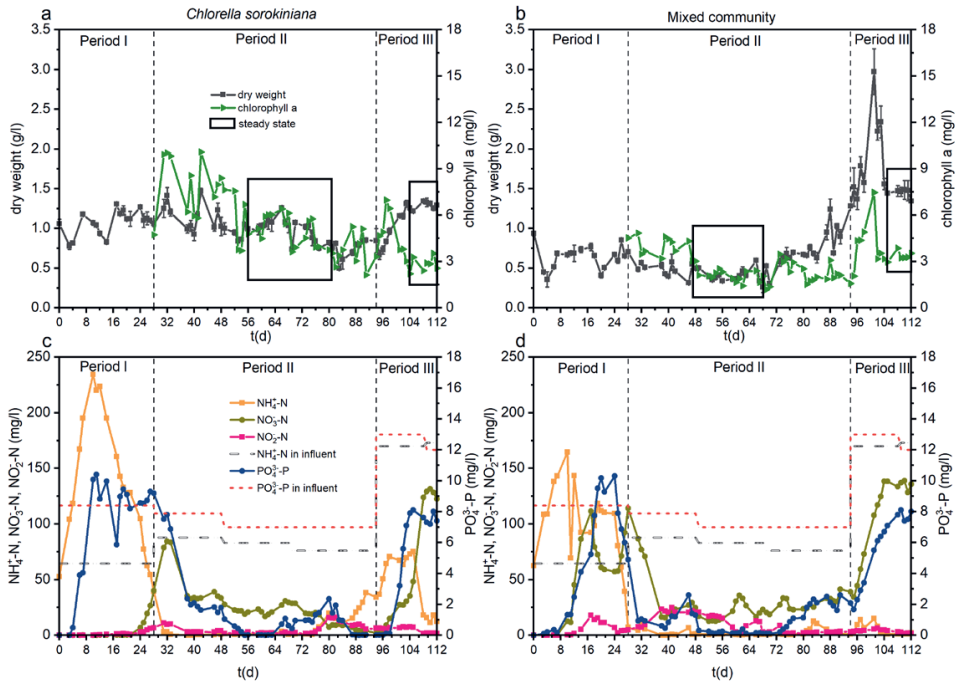 a
Chlorella sorokiniana
b
Mixed community
3.5
3.0
2.5
2.0
1.5
1.0
0.5
0.0
dry weight (g/l)
Period I
Period II
Period III
dry weight
chlorophyll a
steady state
18
15
12
9
6
3
0
chlorophyll a (mg/l)
0 8 16 24 32 40 48 56 64 72 80 88 96 104 112
t(d)
3.5
3.0
2.5
2.0
1.5
1.0
0.5
0.0
dry weight (g/l)
Period I
Period II
Period III
18
15
12
9
6
3
0
chlorophyll a (mg/l)
0 8 16 24 32 40 48 56 64 72 80 88 96 104 112
t(d)
c
250
200
150
100
50
0
NH₄⁺-N, NO₃⁻-N, NO₂⁻-N (mg/l)
Period I
Period II
Period III
NH₄⁺-N
NO₃-N
NO₂-N
NH₄⁺-N in influent
PO₄³⁻-P
PO₄³⁻-P in influent
18
16
14
12
10
8
6
4
2
0
PO₄³⁻-P (mg/l)
0 8 16 24 32 40 48 56 64 72 80 88 96 104 112
t(d)
d
250
200
150
100
50
0
NH₄⁺-N, NO₃⁻-N, NO₂⁻-N (mg/l)
Period I
Period II
Period III
18
16
14
12
10
8
6
4
2
0
PO₄³⁻-P (mg/l)
0 8 16 24 32 40 48 56 64 72 80 88 96 104 112
t(d)